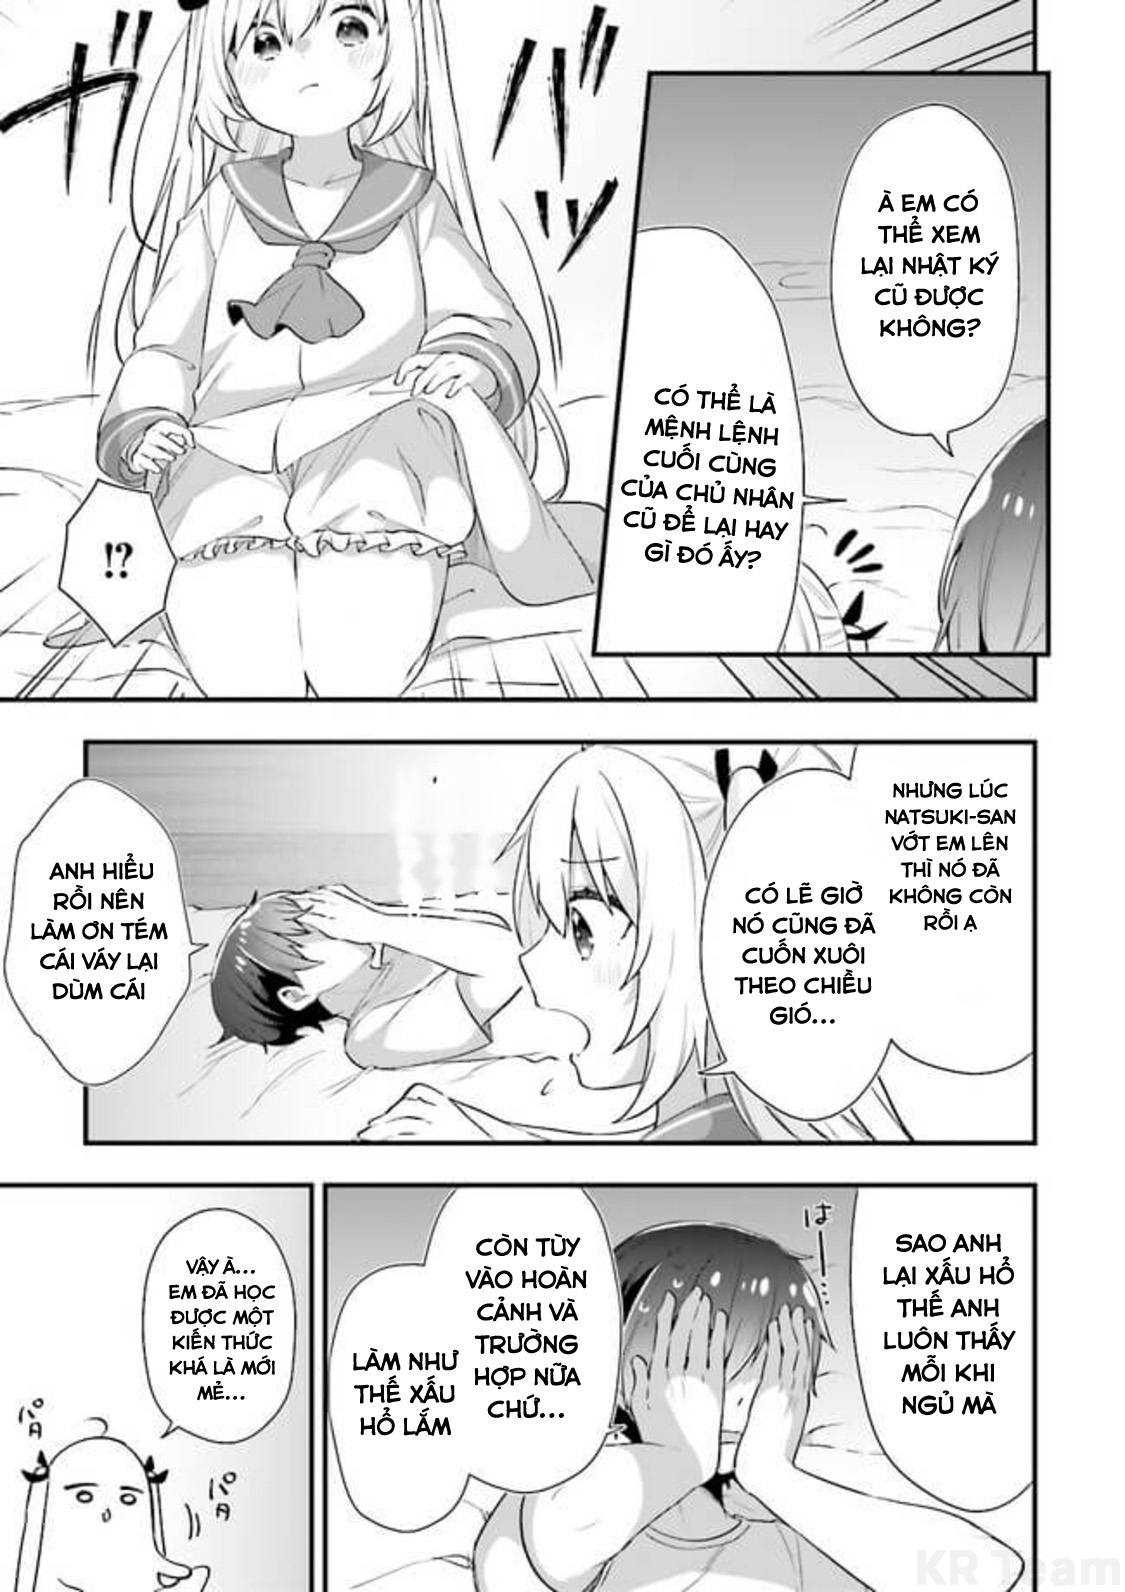 À EM CÓ
THỂ XEM
LẠI NHẬT KÝ
CŨ ĐƯỢC
KHÔNG?
CÓ THỂ LÀ
MỆNH LỆNH
CUỐI CÙNG
CỦA CHỦ NHÂN
CŨ ĐỂ LẠI HAY
GÌ ĐÓ ẤY?
!?
NHƯNG LÚC
NATSUKI-SAN
VỚT EM LÊN
THÌ NÓ ĐÃ
KHÔNG CÒN
RỒI Ạ
CÓ LẼ GIỜ
NÓ CŨNG ĐÃ
CUỐN XUÔI
THEO CHIỀU
GIÓ...
ANH HIỂU
RỒI NÊN
LÀM ƠN TÉM
CÁI VÁY LẠI
DÙM CÁI
SAO ANH
LẠI XẤU HỔ
THẾ ANH
LUÔN THẤY
MỖI KHI
NGỦ MÀ
は…
CÒN TÙY
VÀO HOÀN
CẢNH VÀ
TRƯỜNG
HỢP NỮA
CHỨ...
LÀM NHƯ
THẾ XẤU
HỔ LẮM
VẬY À...
EM ĐÃ HỌC
ĐƯỢC MỘT
KIẾN THỨC
KHÁ LÀ MỚI
MẺ...
パタ
パタ
KR Team